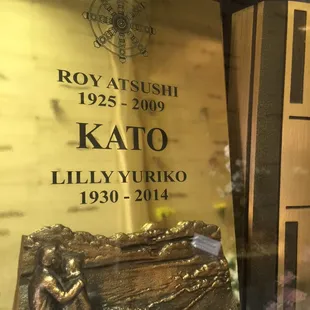 ROY ATSUSHI
1925 - 2009
KATO
LILLY YURIKO
1930 - 2014